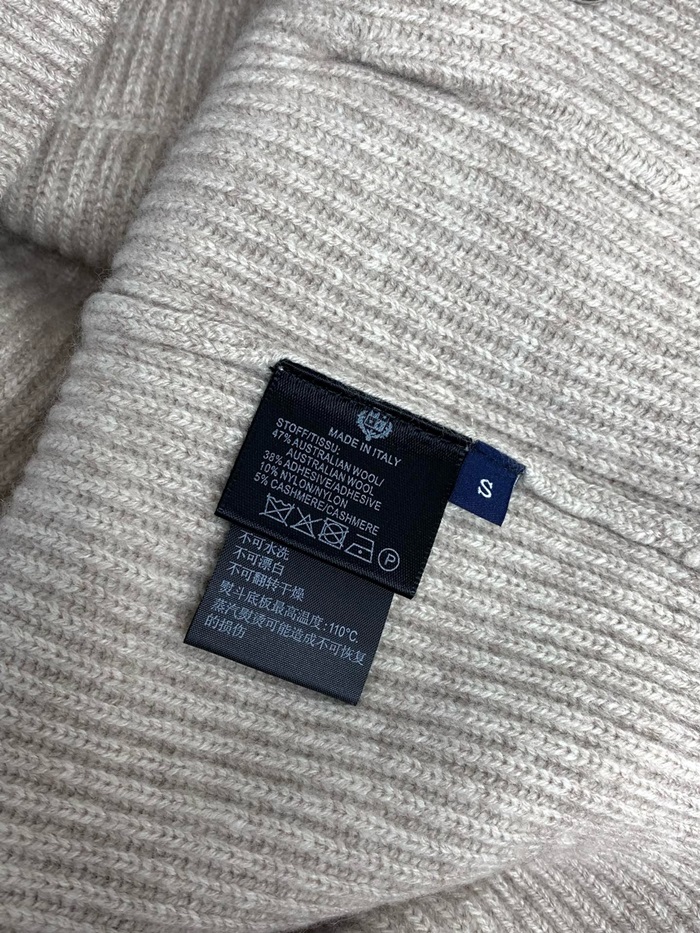 MADE IN ITALY
STOFF/TISSU:
47% AUSTRALIAN WOOL/
AUSTRALIAN WOOL
38% ADHESIVE/ADHESIVE
10% NYLON/NYLON
5% CASHMERE/CASHMERE
P
S
不可水洗
不可漂白
不可翻转干燥
熨斗底板最高温度:110°C.
蒸汽熨烫可能造成不可恢复
的损伤